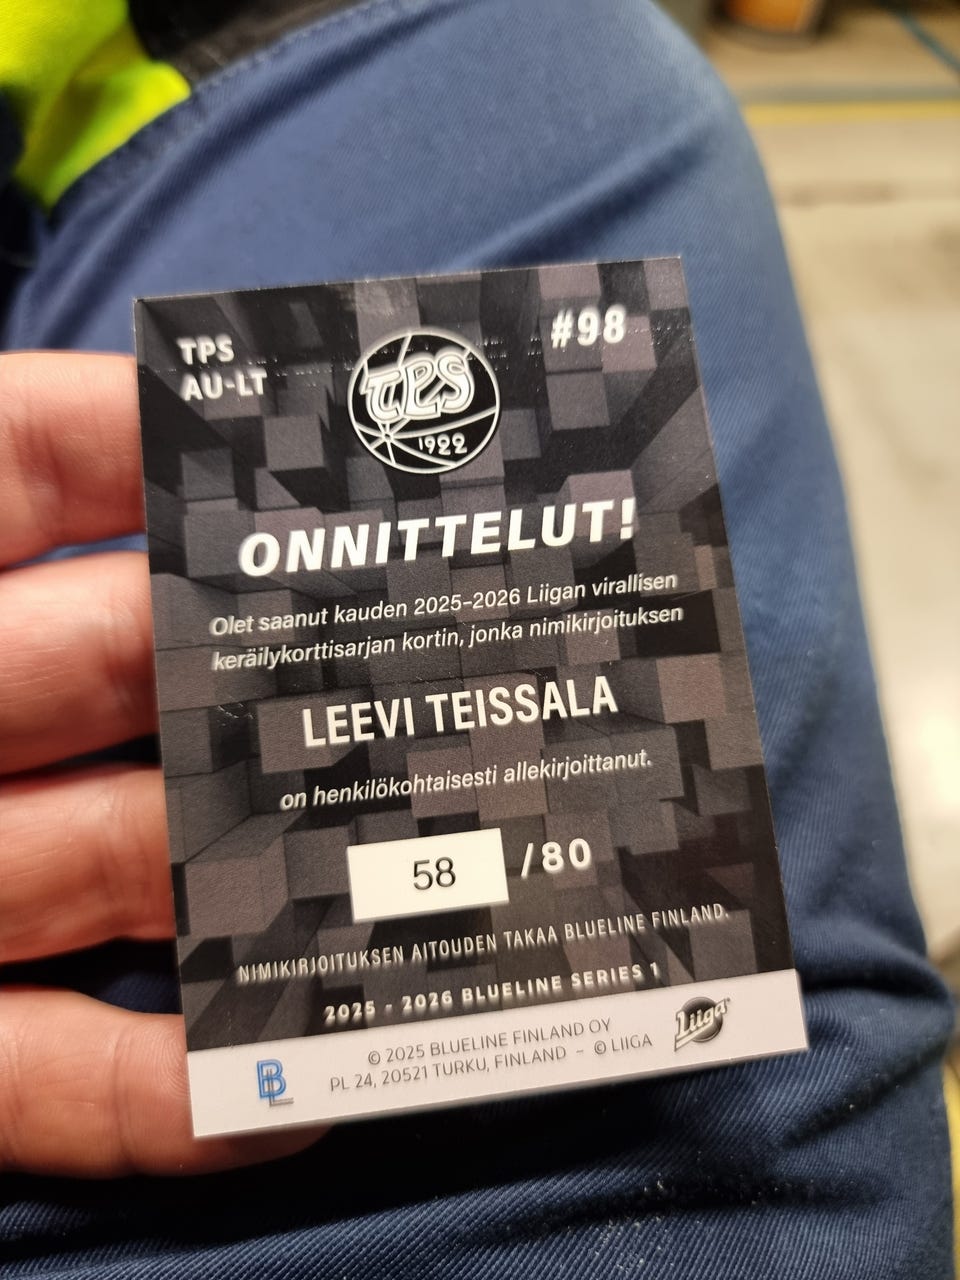 TPS
AU-LT
#98
TPS
1922
ONNITTELUT!
Olet saanut kauden 2025-2026 Liigan virallisen
keräilykorttisarjan kortin, jonka nimikirjoituksen
LEEVI TEISSALA
on henkilökohtaisesti allekirjoittanut.
58 /80
NIMIKIRJOITUKSEN AITOUDEN TAKAA BLUELINE FINLAND.
2025 - 2026 BLUELINE SERIES 1
© 2025 BLUELINE FINLAND OY
PL 24, 20521 TURKU, FINLAND - © LIIGA
BL
Liiga